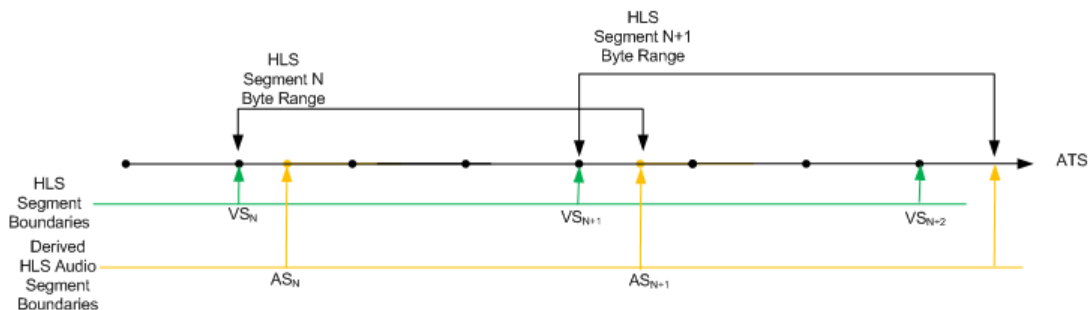 HLS
Segment N+1
Byte Range
HLS
Segment N
Byte Range
ATS
HLS
Segment
Boundaries
VSN
VSN+1
VSN+2
Derived
HLS Audio
Segment
Boundaries
ASN
ASN+1